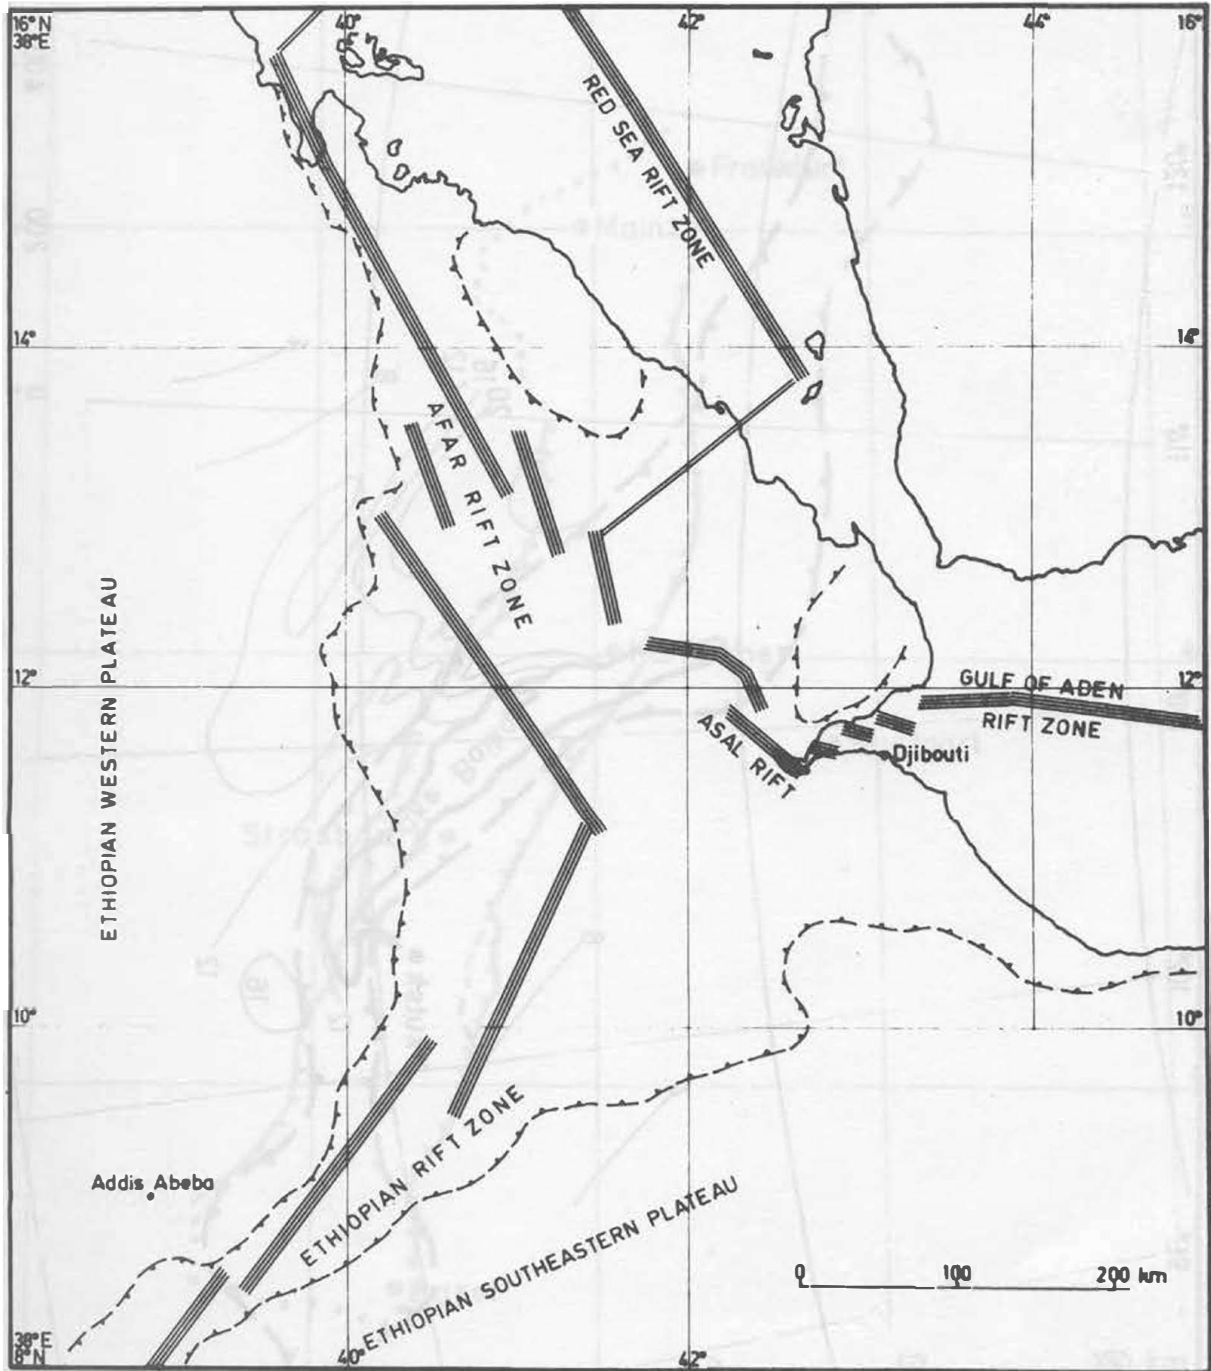 16°N
38°E
40°
42°
44°
16°
RED SEA RIFT ZONE
14°
14°
AFAR RIFT ZONE
ETHIOPIAN WESTERN PLATEAU
12°
12°
GULF OF ADEN
RIFT ZONE
ASAL RIFT
Djibouti
10°
10°
ETHIOPIAN RIFT ZONE
Addis Abeba
ETHIOPIAN SOUTHEASTERN PLATEAU
0 100 200 km
38°E
8°N
40°
42°